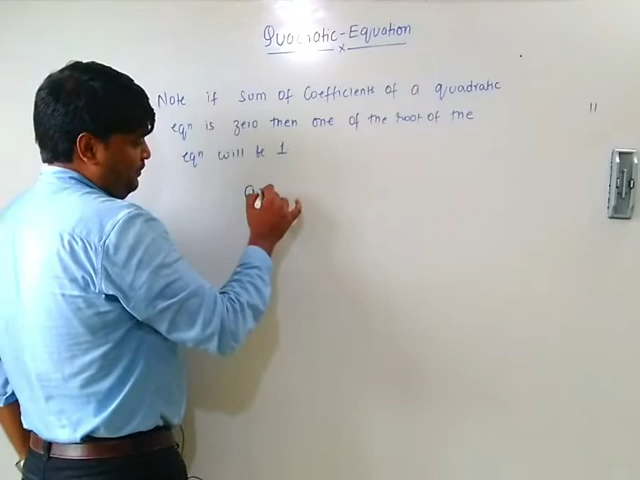 Quadratic-Equation
x
Note if sum of Coefficients of a quadratic
eqn is zero then one of the root of the
eqn will be 1